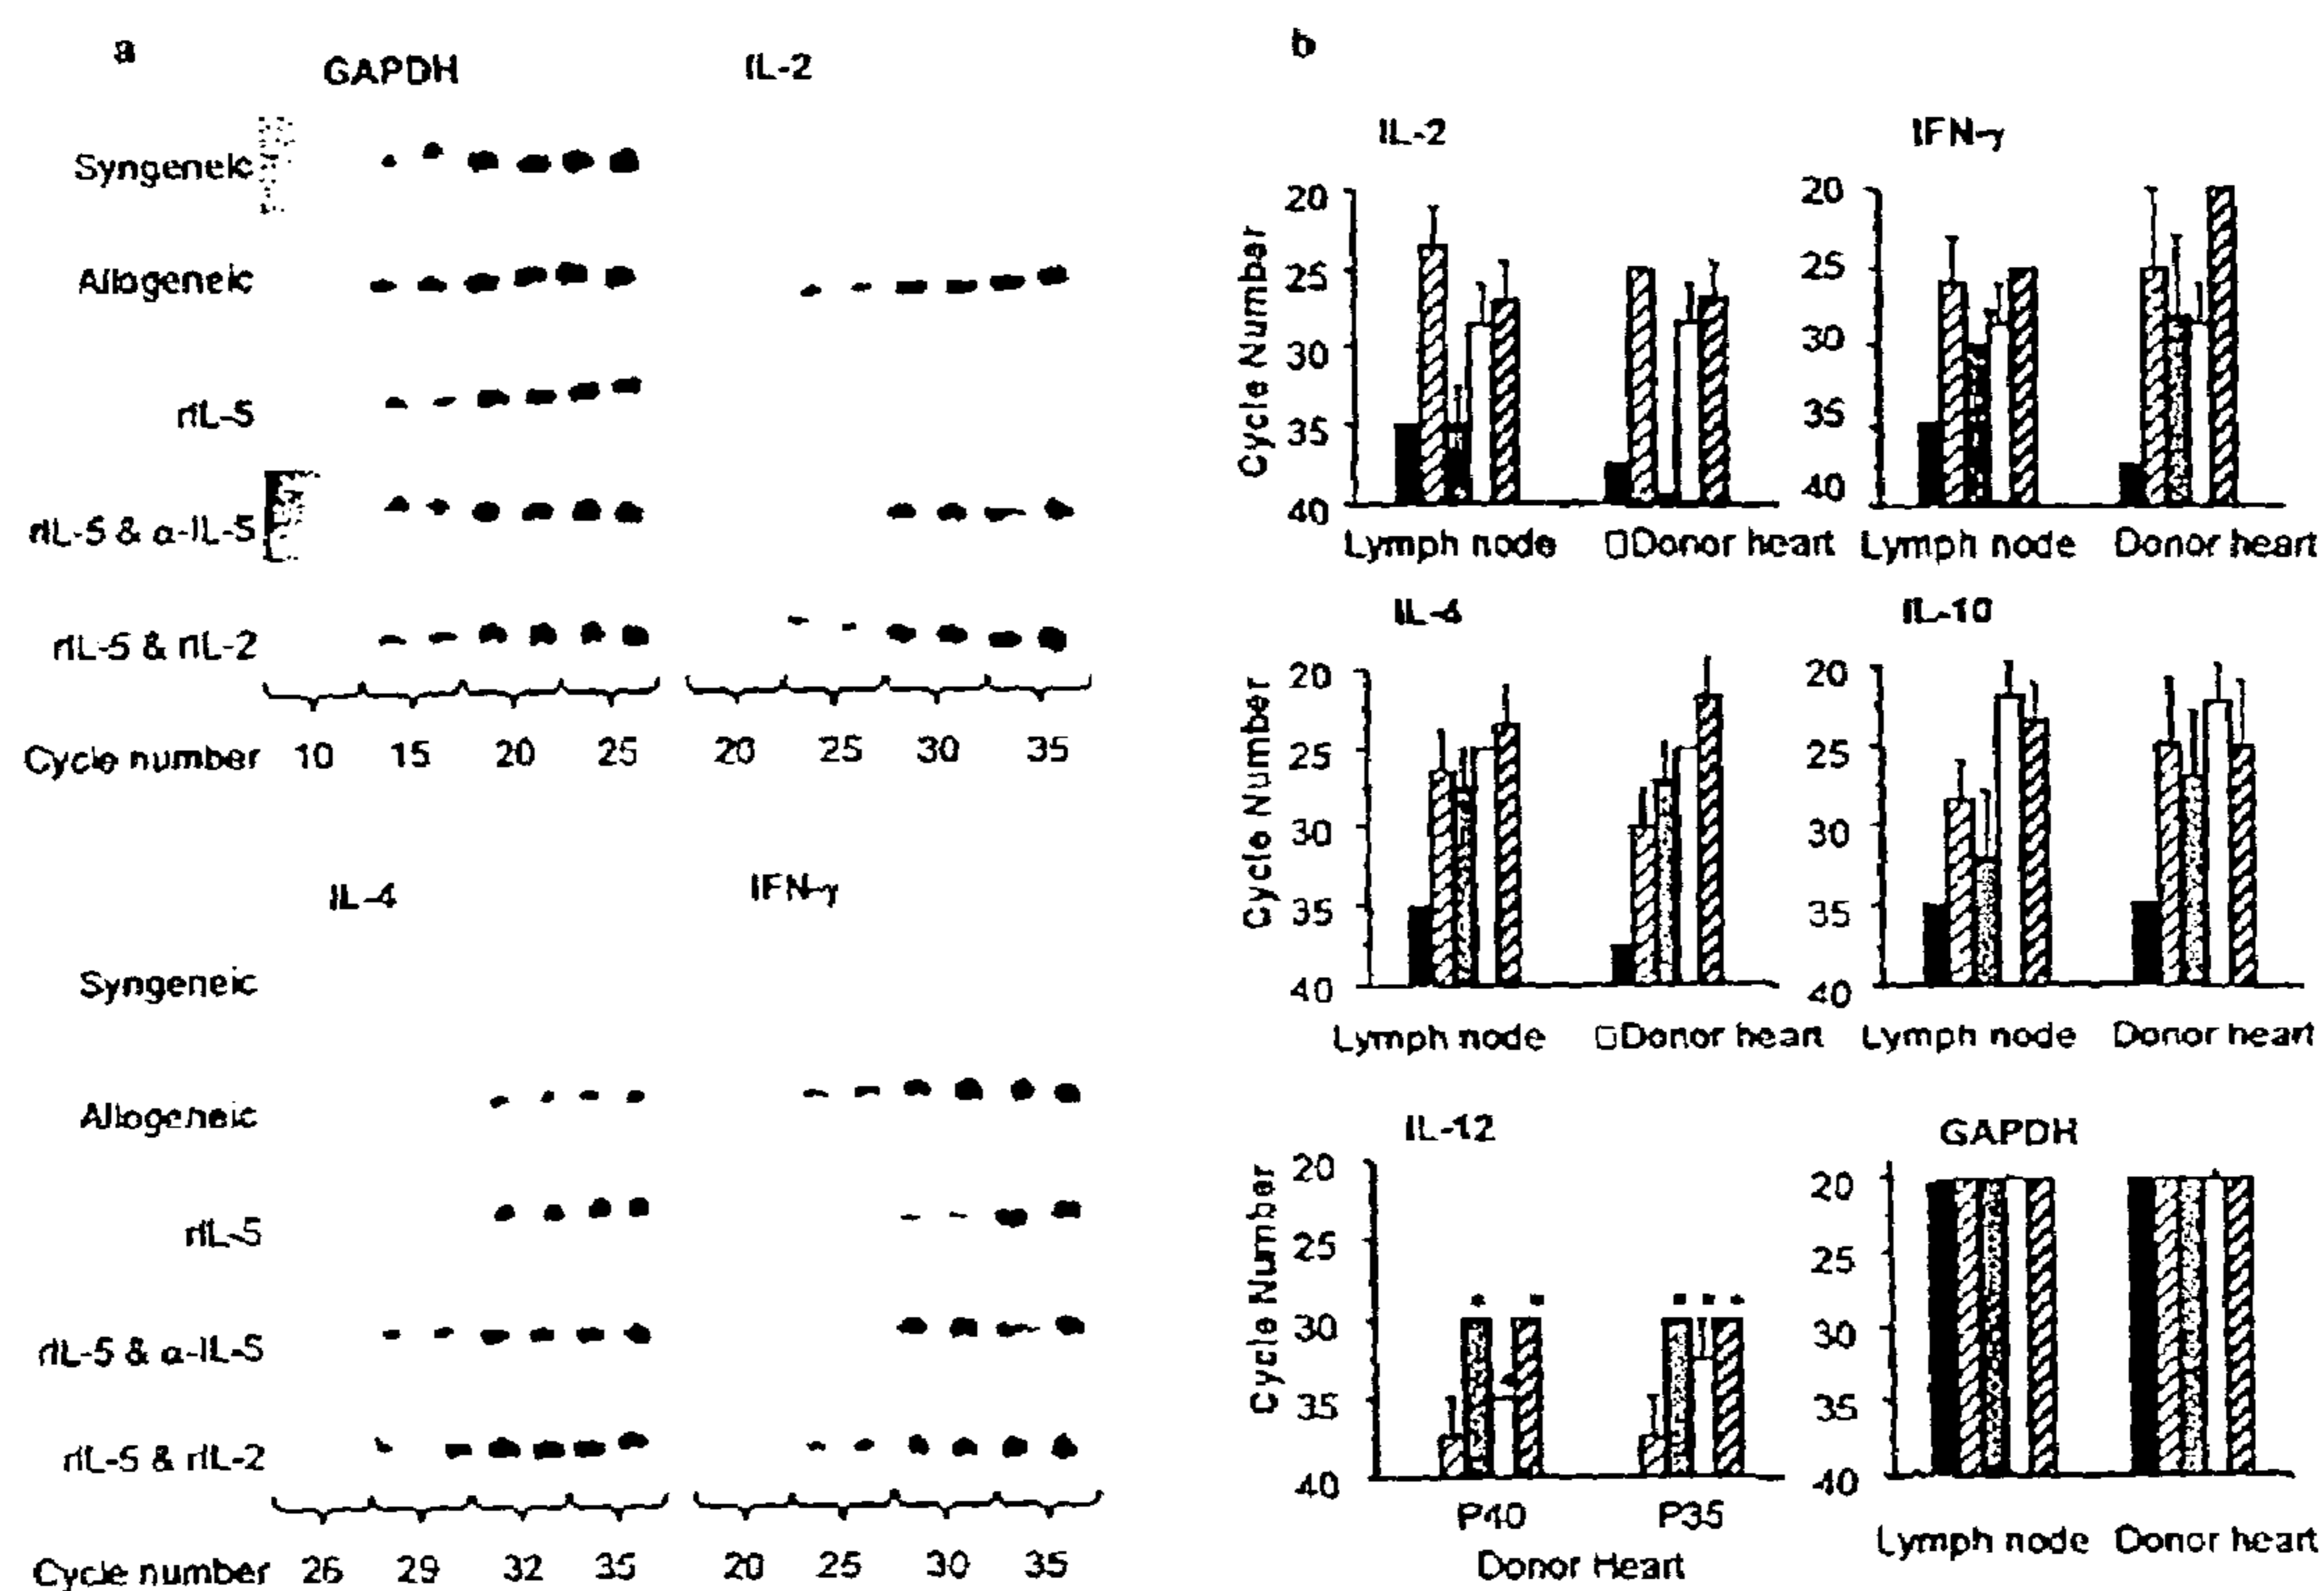 a
GAPDH IL-2
Syngeneic
Allogeneic
rIL-5
rIL-5 & α-IL-5
rIL-5 & rIL-2
Cycle number 10 15 20 25 20 25 30 35
IL-4 IFN-γ
Syngeneic
Allogeneic
rIL-5
rIL-5 & α-IL-5
rIL-5 & rIL-2
Cycle number 26 29 32 35 20 25 30 35
b
IL-2
Cycle Number
20
25
30
35
40
Lymph node Donor heart
IFN-γ
20
25
30
35
40
Lymph node Donor heart
IL-4
Cycle Number
20
25
30
35
40
Lymph node Donor heart
IL-10
20
25
30
35
40
Lymph node Donor heart
IL-12
Cycle Number
20
25
30
35
40
P40 P35
Donor Heart
GAPDH
20
25
30
35
40
Lymph node Donor heart